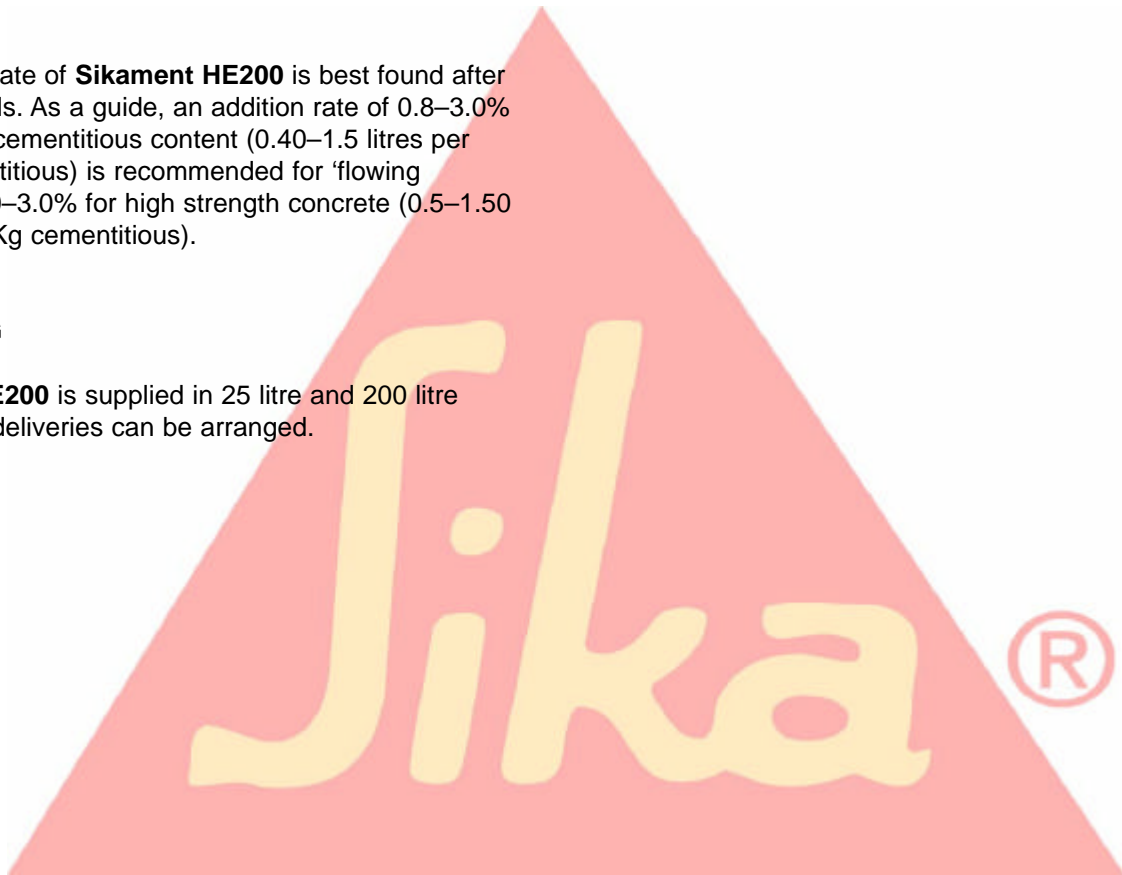 ate of Sikament HE200 is best found after
ls. As a guide, an addition rate of 0.8–3.0%
cementitious content (0.40–1.5 litres per
titious) is recommended for ‘flowing
–3.0% for high strength concrete (0.5–1.50
Kg cementitious).
E200 is supplied in 25 litre and 200 litre
deliveries can be arranged.
Sika ®